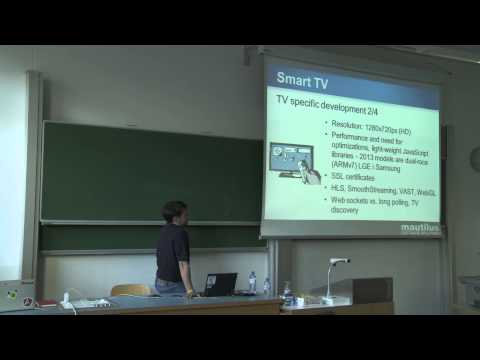 Smart TV
TV specific development 2/4
• Resolution: 1280x720px (HD)
• Performance and need for
optimizations, light-weight JavaScript
libraries - 2013 models are dual-race
(ARMv7) LGE i Samsung
• SSL certificates
• HLS, SmoothStreaming, VAST, WebGL
• Web sockets vs. long polling, TV
discovery
mautilus